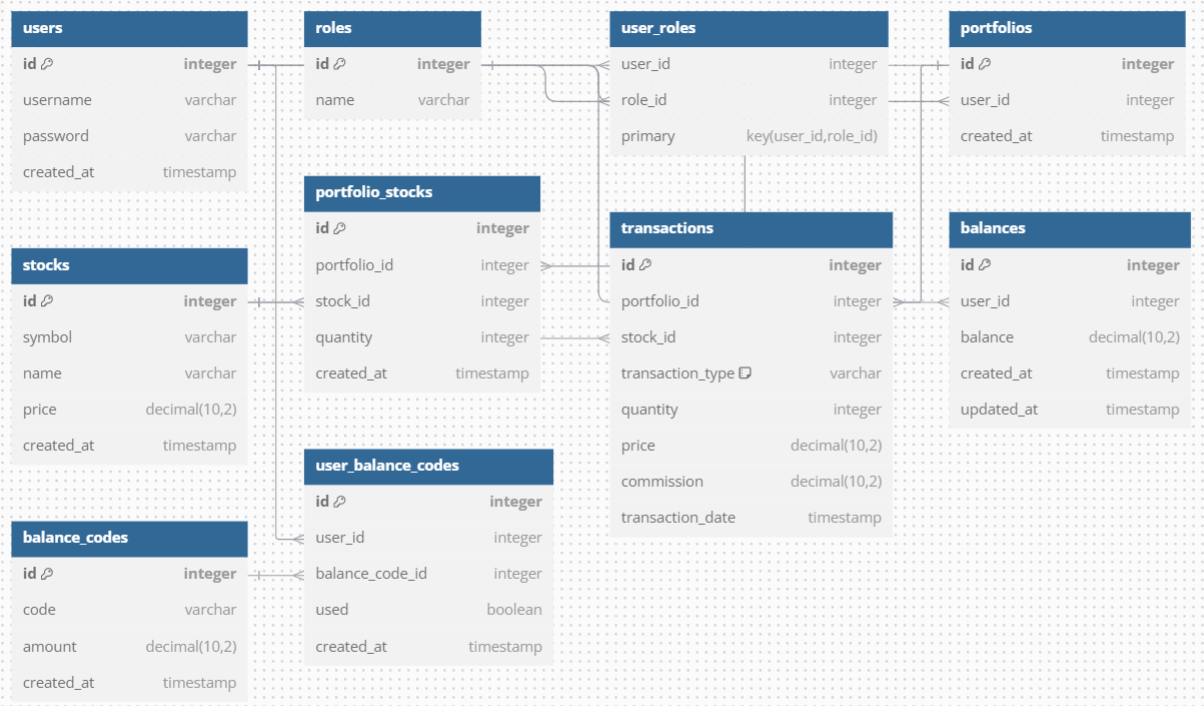 users
id integer
username varchar
password varchar
created_at timestamp
roles
id integer
name varchar
user_roles
user_id integer
role_id integer
primary key(user_id,role_id)
portfolios
id integer
user_id integer
created_at timestamp
portfolio_stocks
id integer
portfolio_id integer
stock_id integer
quantity integer
created_at timestamp
stocks
id integer
symbol varchar
name varchar
price decimal(10,2)
created_at timestamp
transactions
id integer
portfolio_id integer
stock_id integer
transaction_type varchar
quantity integer
price decimal(10,2)
commission decimal(10,2)
transaction_date timestamp
balances
id integer
user_id integer
balance decimal(10,2)
created_at timestamp
updated_at timestamp
user_balance_codes
id integer
user_id integer
balance_code_id integer
used boolean
created_at timestamp
balance_codes
id integer
code varchar
amount decimal(10,2)
created_at timestamp